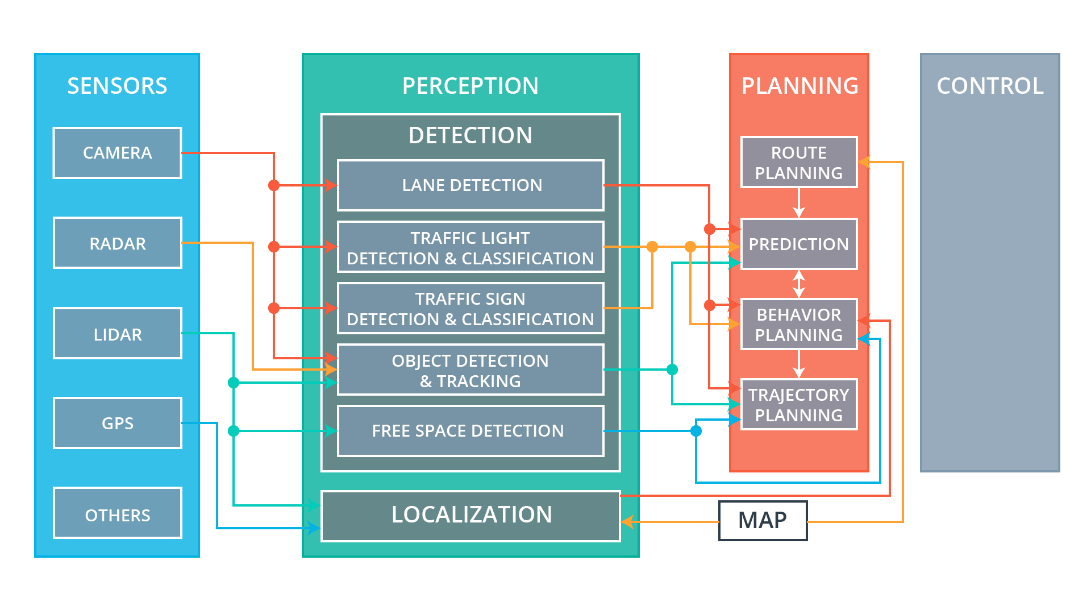 SENSORS
CAMERA
RADAR
LIDAR
GPS
OTHERS
PERCEPTION
DETECTION
LANE DETECTION
TRAFFIC LIGHT
DETECTION & CLASSIFICATION
TRAFFIC SIGN
DETECTION & CLASSIFICATION
OBJECT DETECTION
& TRACKING
FREE SPACE DETECTION
LOCALIZATION
PLANNING
ROUTE
PLANNING
PREDICTION
BEHAVIOR
PLANNING
TRAJECTORY
PLANNING
MAP
CONTROL